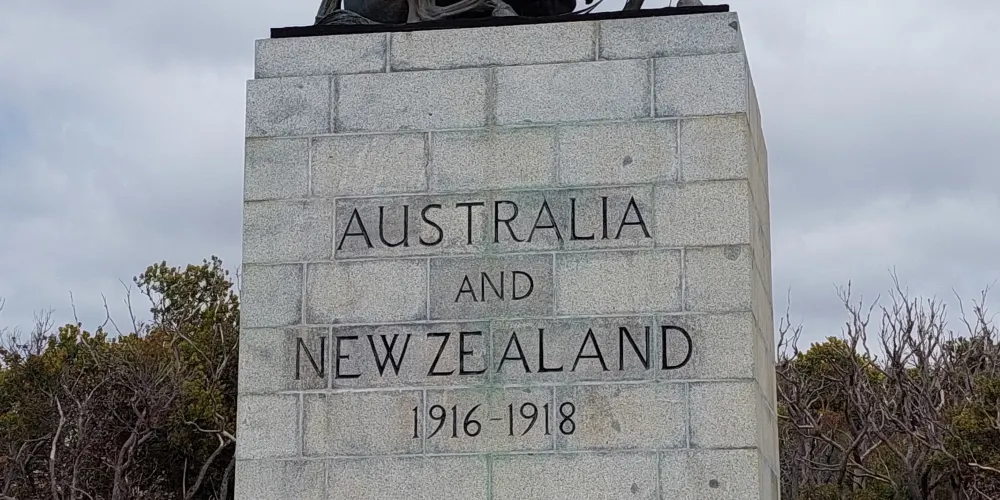 AUSTRALIA
AND
NEW ZEALAND
1916-1918